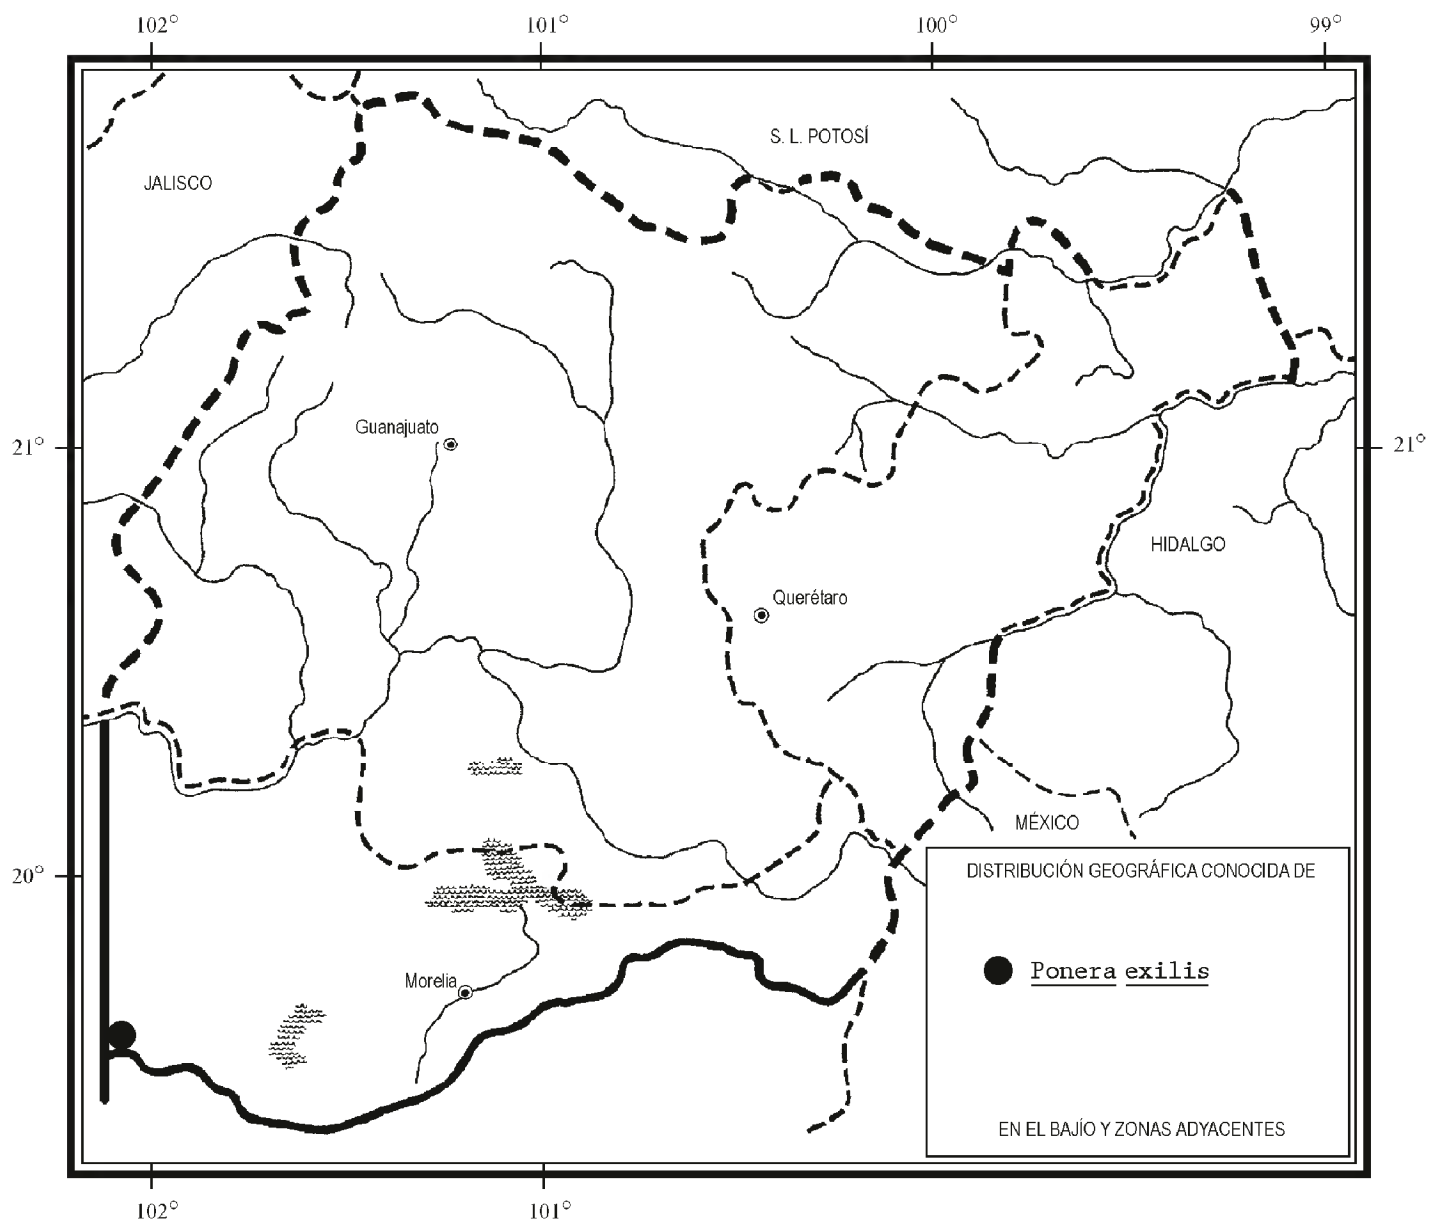 102° 101° 100° 99°
S. L. POTOSÍ
JALISCO
Guanajuato
21° 21°
HIDALGO
Querétaro
MÉXICO
20°
DISTRIBUCIÓN GEOGRÁFICA CONOCIDA DE
Ponera exilis
Morelia
EN EL BAJÍO Y ZONAS ADYACENTES
102° 101°